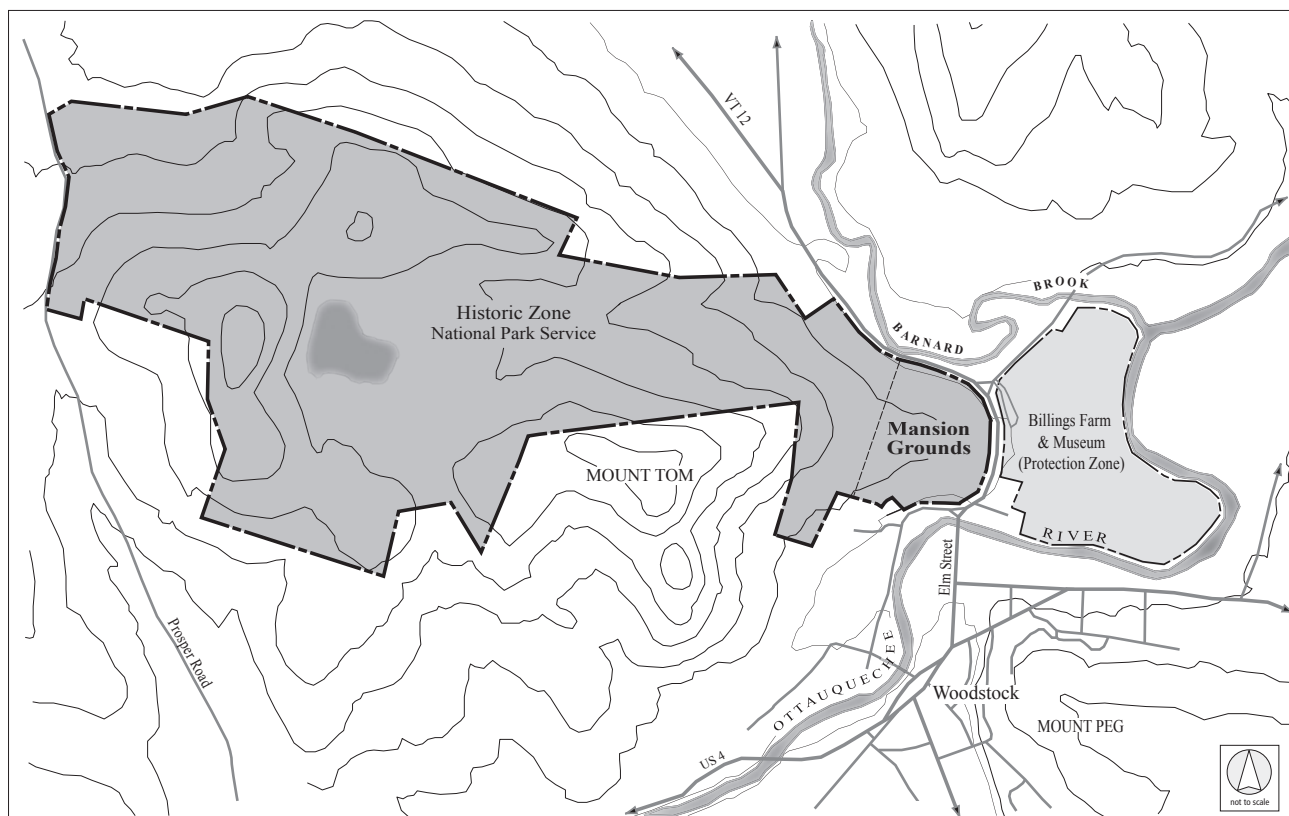 VT 12
BROOK
BARNARD
Historic Zone
National Park Service
Mansion
Grounds
Billings Farm
& Museum
(Protection Zone)
MOUNT TOM
RIVER
Elm Street
Prosper Road
OTTAUQUECHEE
Woodstock
MOUNT PEG
US 4
not to scale